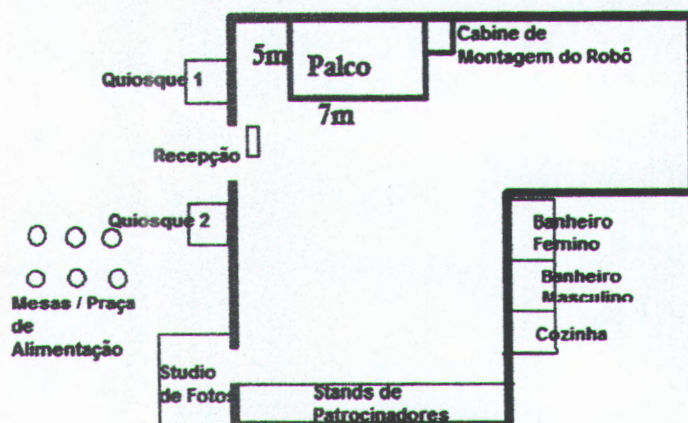 Cabine de
Montagem do Robô
5m
Palco
7m
Quiosque 1
Recepção
Quiosque 2
Banheiro
Femino
Banheiro
Masculino
Cozinha
Mesas / Praça
de
Alimentação
Studio
de Fotos
Stands de
Patrocinadores